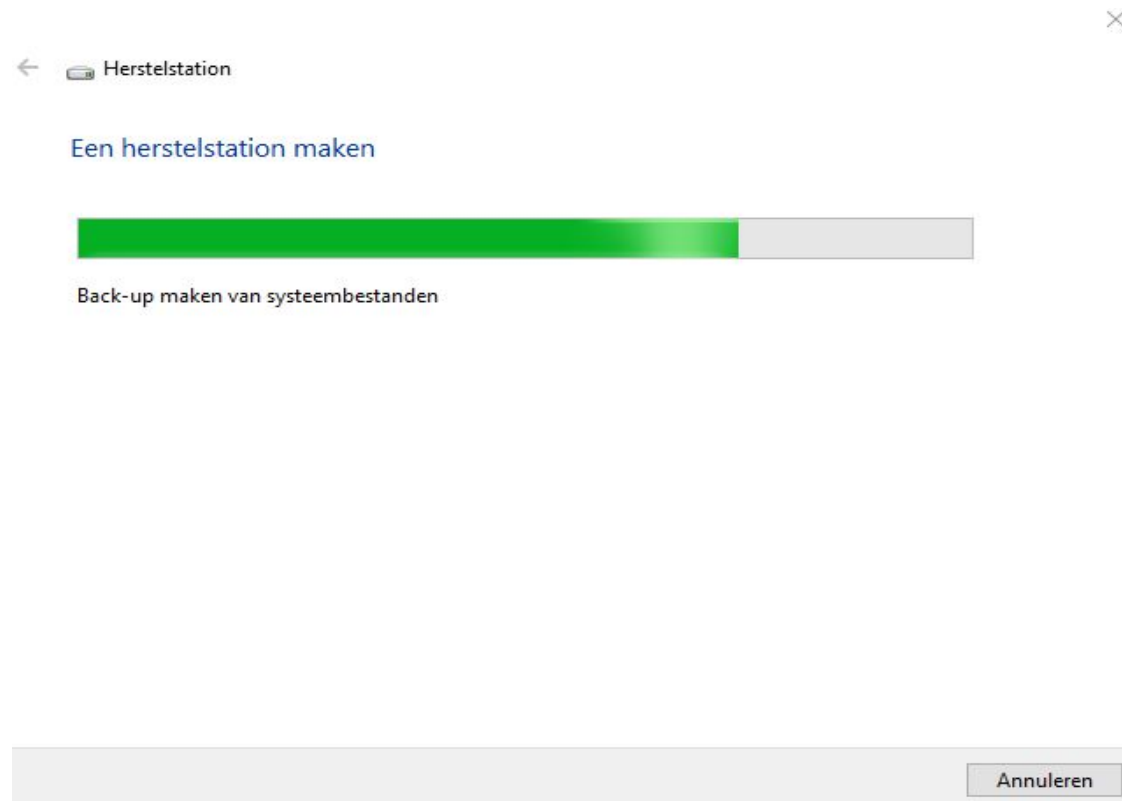 Herstelstation
Een herstelstation maken
Back-up maken van systeembestanden
Annuleren